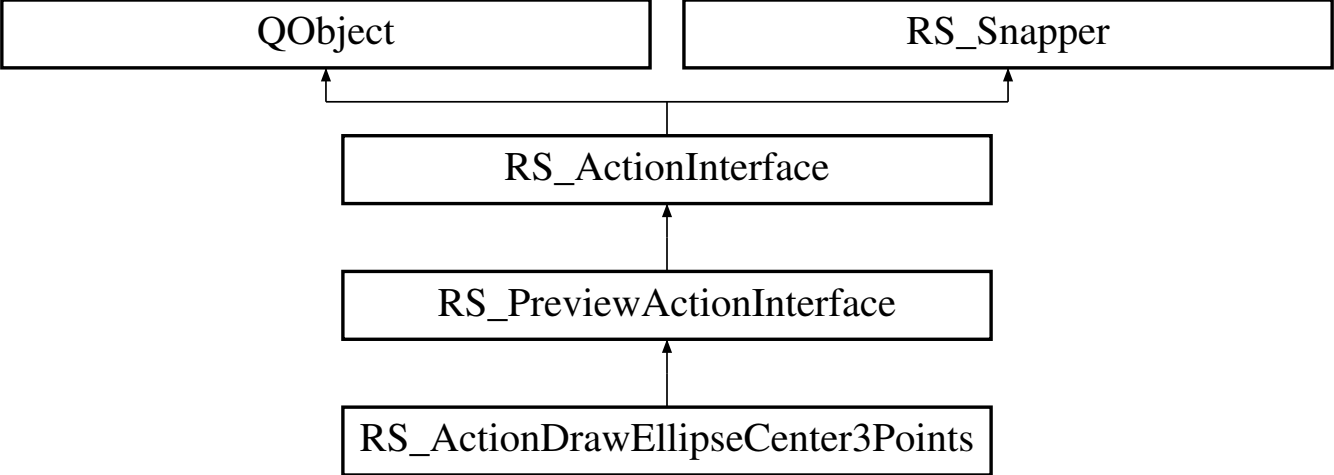 QObject
RS_Snapper
RS_ActionInterface
RS_PreviewActionInterface
RS_ActionDrawEllipseCenter3Points